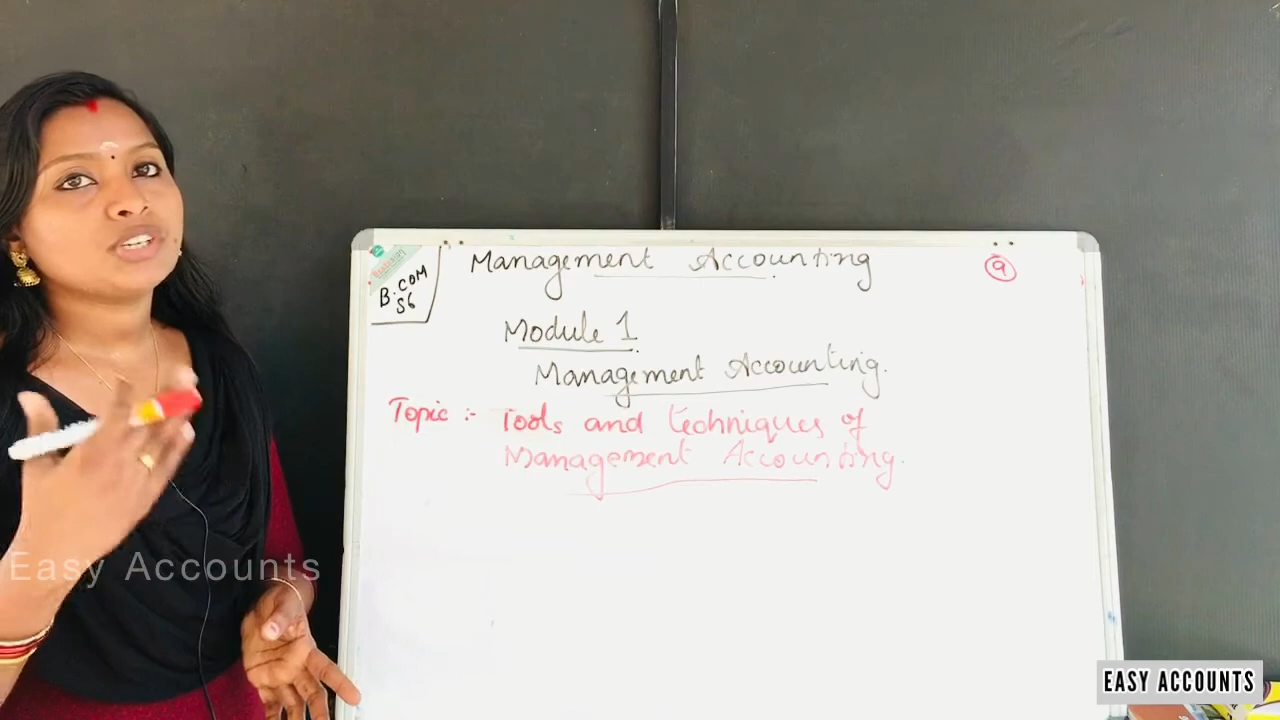 Management Accounting
9
B.COM
S6
Module 1
Management Accounting.
Topic :- Tools and techniques of
Management Accounting.
Easy Accounts
EASY ACCOUNTS